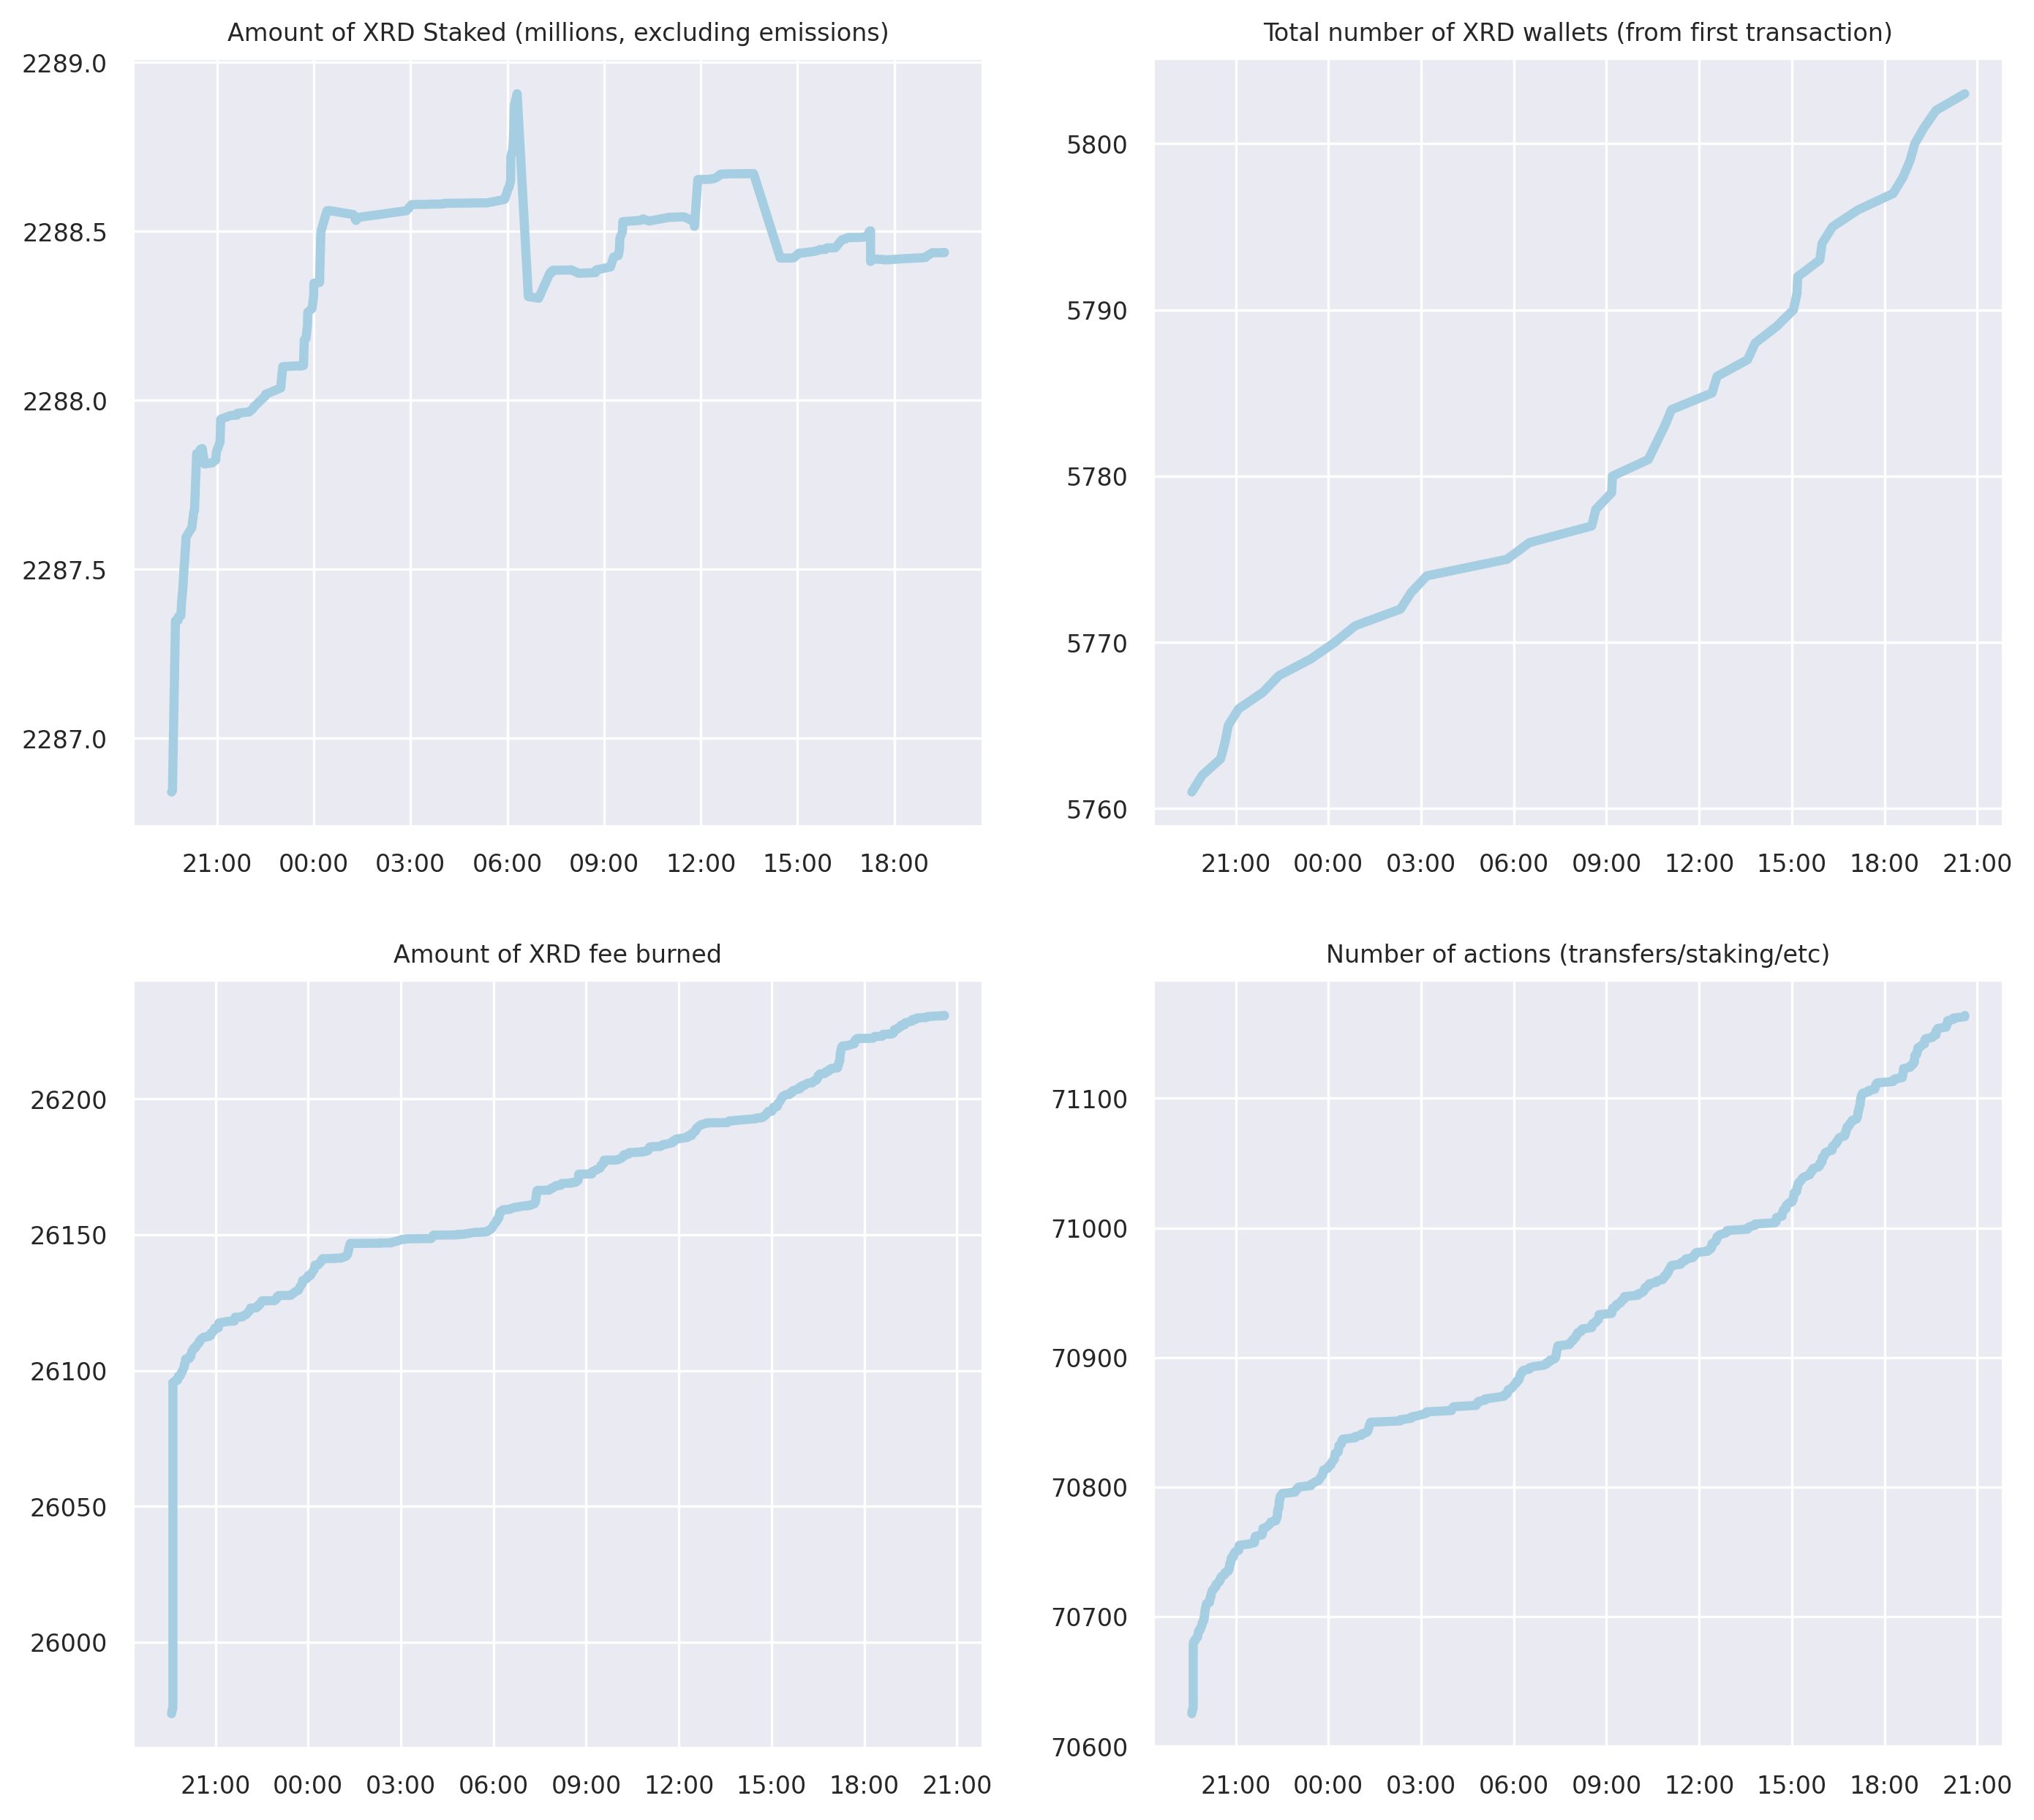 Amount of XRD Staked (millions, excluding emissions)
2289.0
2288.5
2288.0
2287.5
2287.0
21:00 00:00 03:00 06:00 09:00 12:00 15:00 18:00
Total number of XRD wallets (from first transaction)
5800
5790
5780
5770
5760
21:00 00:00 03:00 06:00 09:00 12:00 15:00 18:00 21:00
Amount of XRD fee burned
26200
26150
26100
26050
26000
21:00 00:00 03:00 06:00 09:00 12:00 15:00 18:00 21:00
Number of actions (transfers/staking/etc)
71100
71000
70900
70800
70700
70600
21:00 00:00 03:00 06:00 09:00 12:00 15:00 18:00 21:00